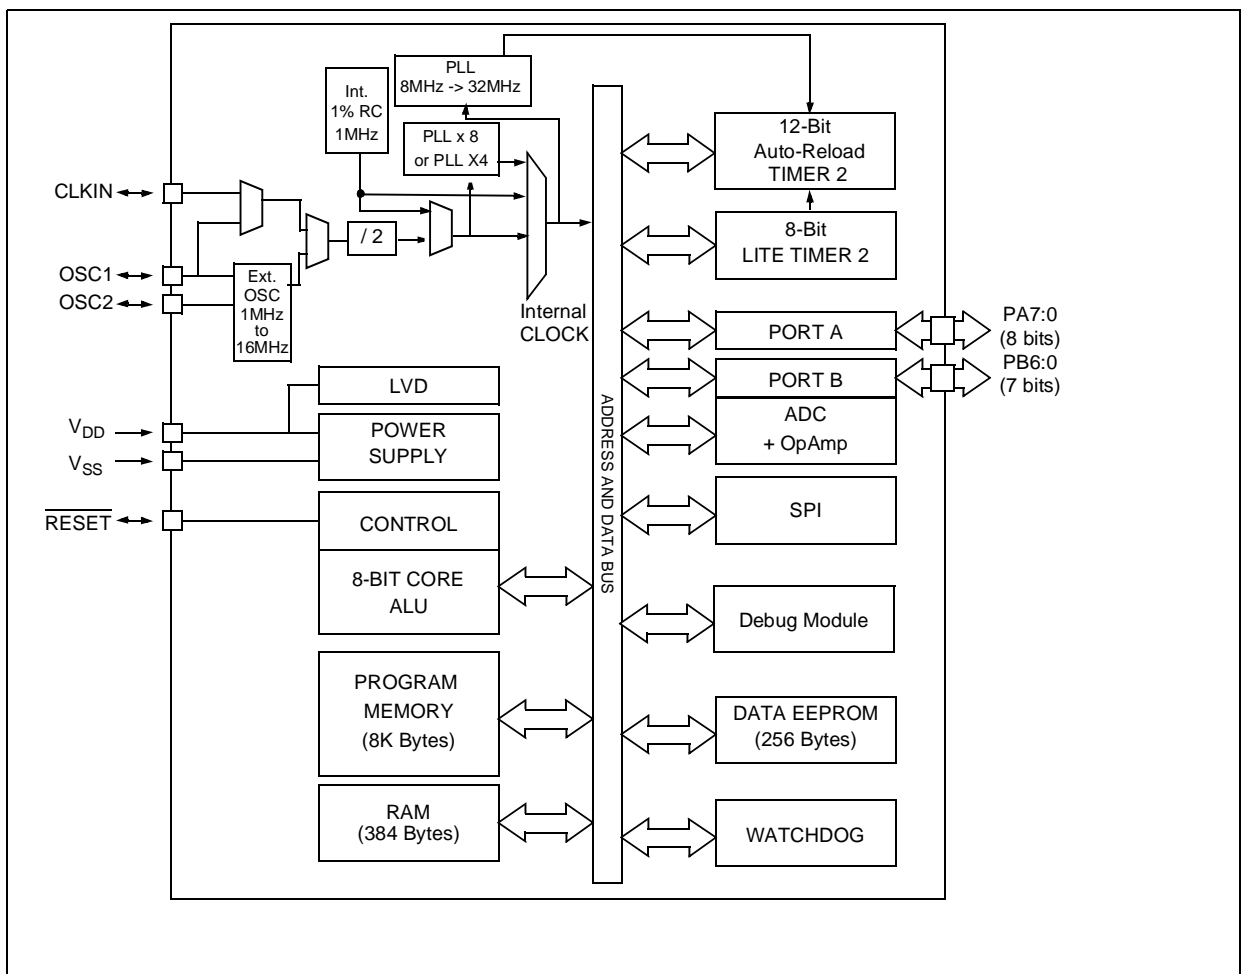 PLL
8MHz -> 32MHz
Int.
1% RC
1MHz
PLL x 8
or PLL X4
12-Bit
Auto-Reload
TIMER 2
CLKIN
/ 2
8-Bit
LITE TIMER 2
OSC1
OSC2
Ext.
OSC
1MHz
to
16MHz
Internal
CLOCK
PORT A
PA7:0
(8 bits)
PORT B
PB6:0
(7 bits)
LVD
ADC
+ OpAmp
VDD
VSS
POWER
SUPPLY
ADDRESS AND DATA BUS
SPI
RESET
CONTROL
8-BIT CORE
ALU
Debug Module
PROGRAM
MEMORY
(8K Bytes)
DATA EEPROM
(256 Bytes)
RAM
(384 Bytes)
WATCHDOG